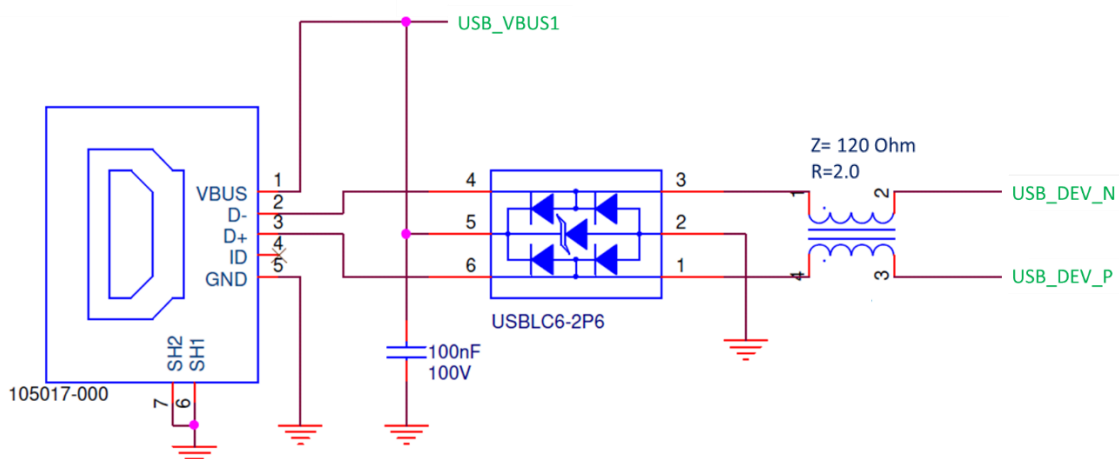 USB_VBUS1
VBUS
D-
D+
ID
GND
1
2
3
4
5
SH2
SH1
7
6
105017-000
4
5
6
3
2
1
USBLC6-2P6
100nF
100V
Z= 120 Ohm
R=2.0
1
2
4
3
USB_DEV_N
USB_DEV_P